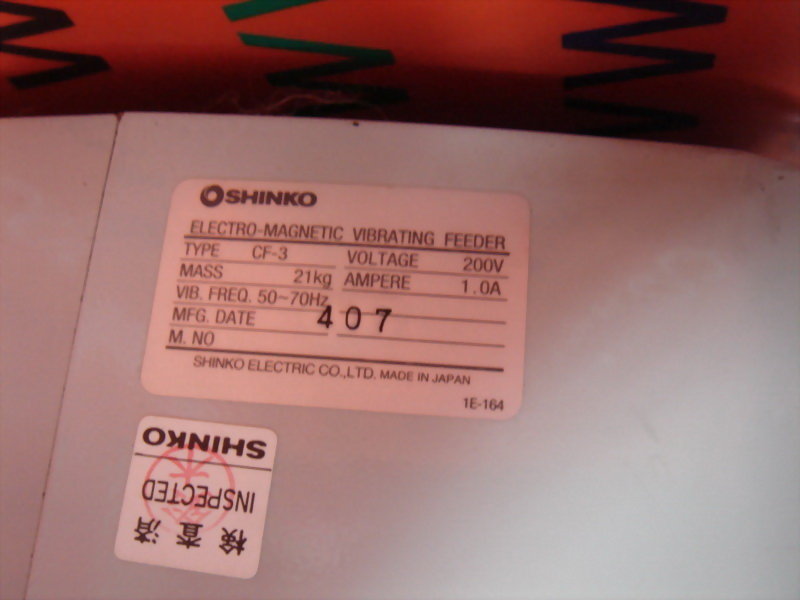 SHINKO
ELECTRO-MAGNETIC VIBRATING FEEDER
TYPE CF-3 VOLTAGE 200V
MASS 21kg AMPERE 1.0A
VIB. FREQ. 50~70Hz
MFG. DATE 407
M. NO
SHINKO ELECTRIC CO.,LTD. MADE IN JAPAN
1E-164
SHINKO
INSPECTED
検査済